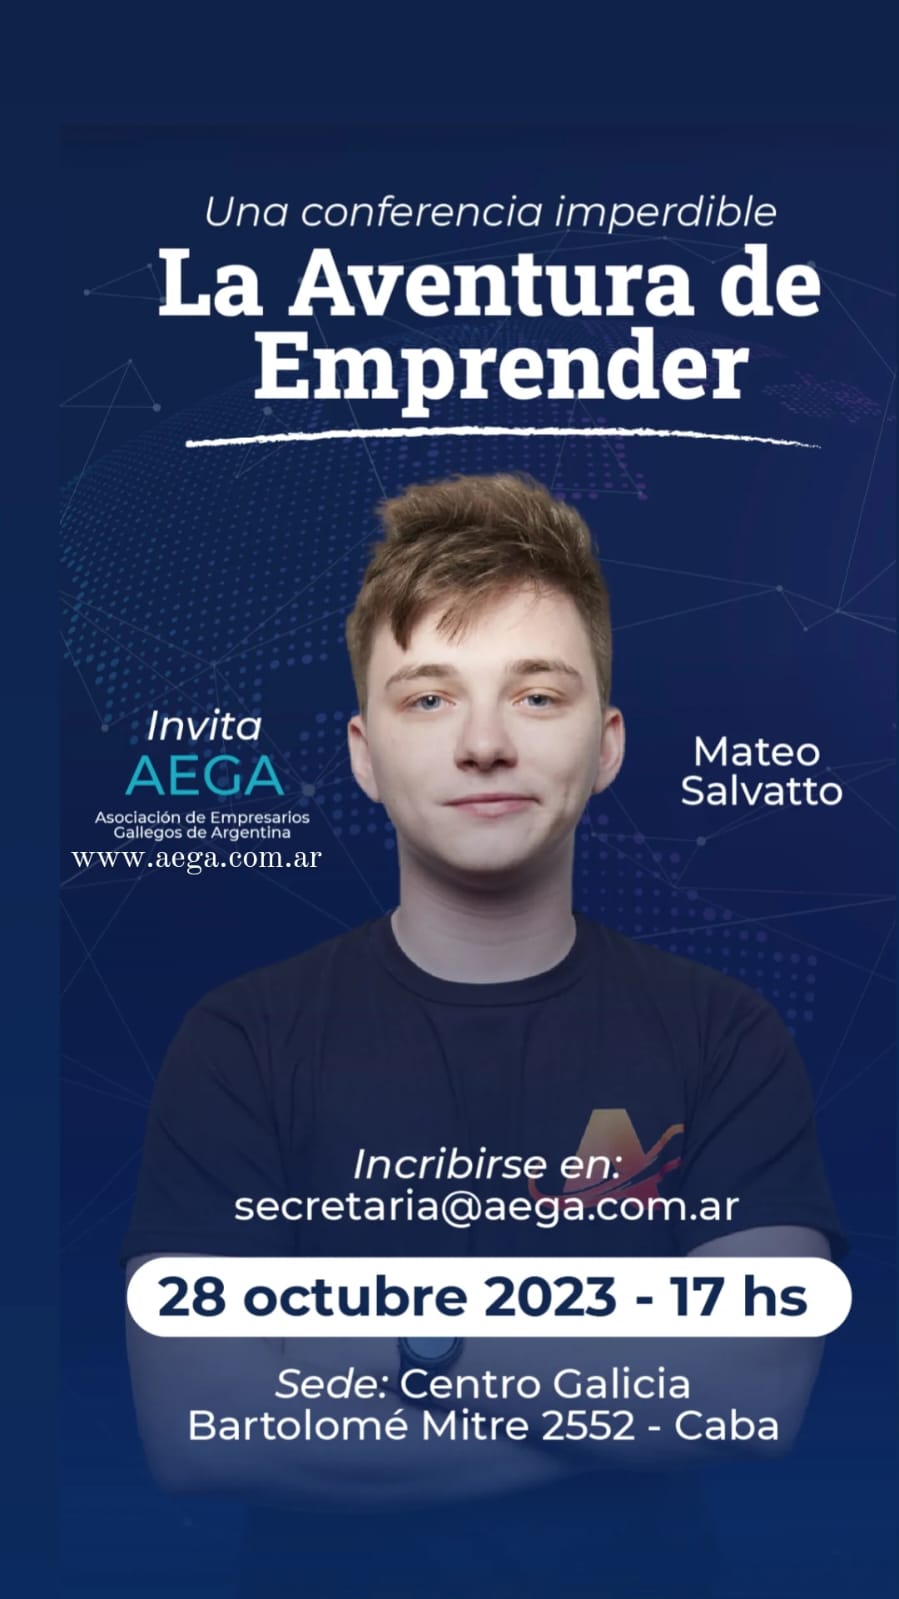 Una conferencia imperdible
La Aventura de
Emprender
Invita
AEGA
Asociación de Empresarios
Gallegos de Argentina
www.aega.com.ar
Mateo
Salvatto
Incribirse en:
secretaria@aega.com.ar
28 octubre 2023 - 17 hs
Sede: Centro Galicia
Bartolomé Mitre 2552 - Caba